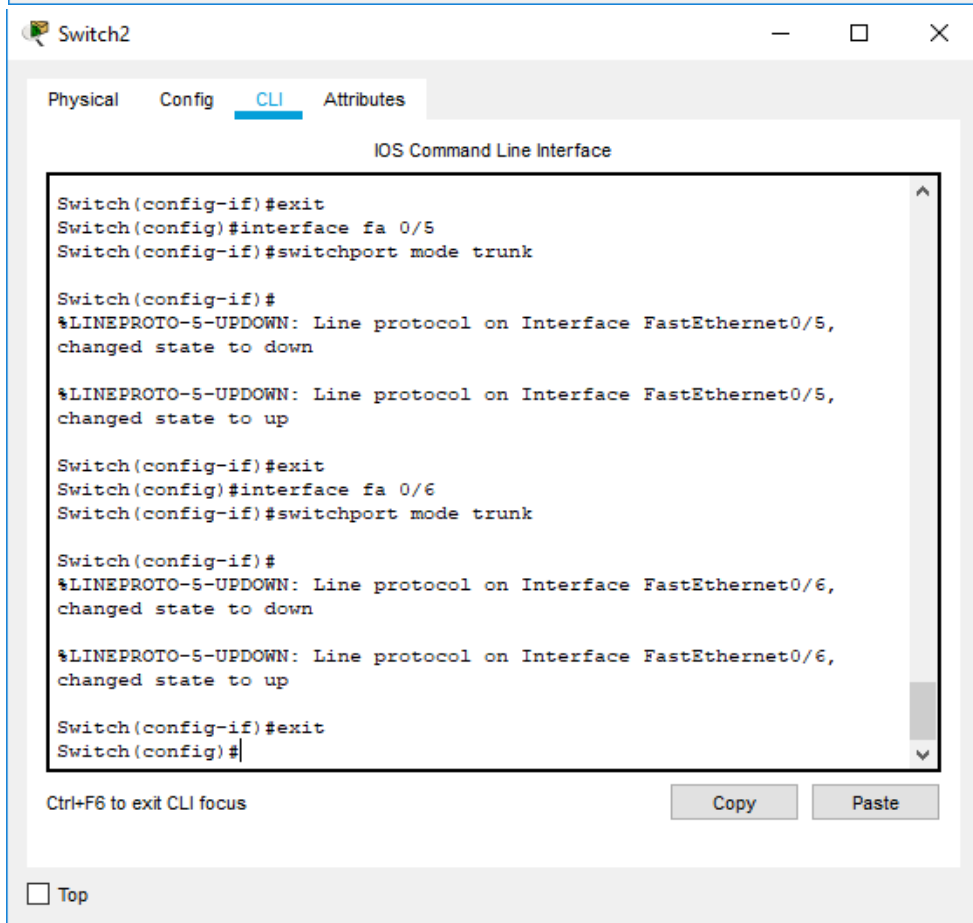 Switch2
Physical Config CLI Attributes
IOS Command Line Interface
Switch(config-if)#exit
Switch(config)#interface fa 0/5
Switch(config-if)#switchport mode trunk
Switch(config-if)#
%LINEPROTO-5-UPDOWN: Line protocol on Interface FastEthernet0/5,
changed state to down
%LINEPROTO-5-UPDOWN: Line protocol on Interface FastEthernet0/5,
changed state to up
Switch(config-if)#exit
Switch(config)#interface fa 0/6
Switch(config-if)#switchport mode trunk
Switch(config-if)#
%LINEPROTO-5-UPDOWN: Line protocol on Interface FastEthernet0/6,
changed state to down
%LINEPROTO-5-UPDOWN: Line protocol on Interface FastEthernet0/6,
changed state to up
Switch(config-if)#exit
Switch(config)#
Ctrl+F6 to exit CLI focus Copy Paste
Top